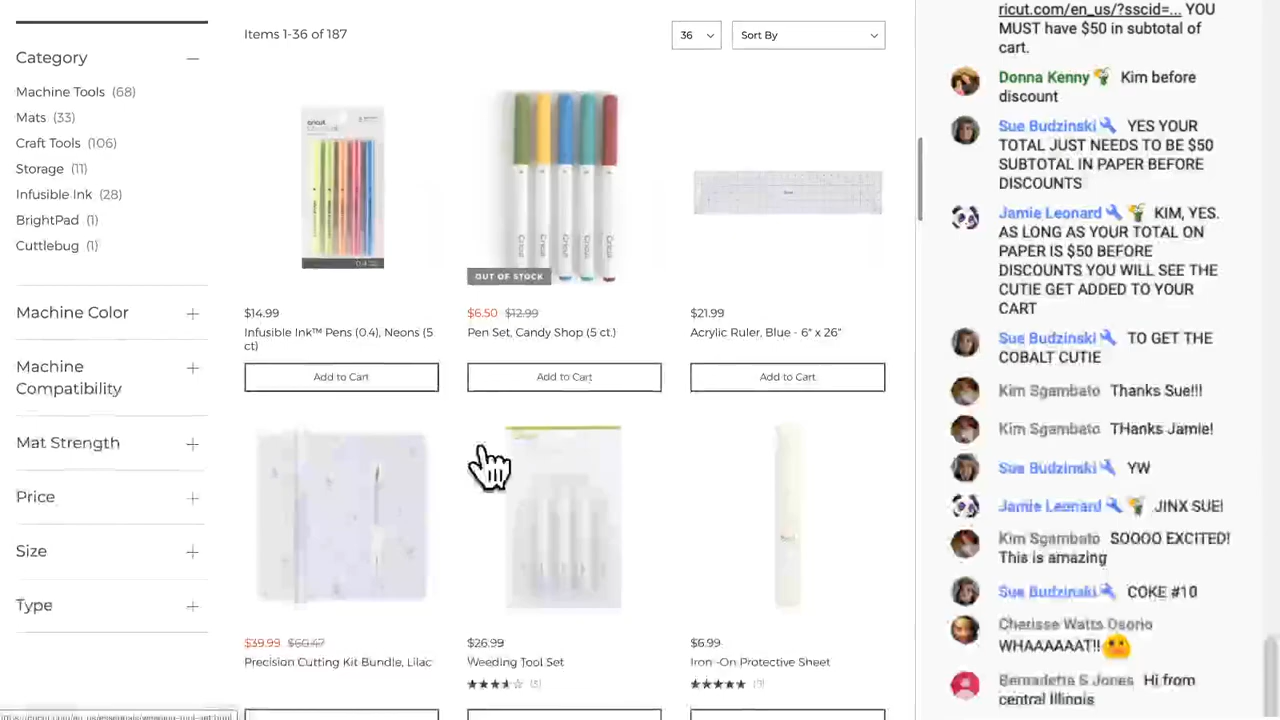 Category
Machine Tools (68)
Mats (33)
Craft Tools (106)
Storage (11)
Infusible Ink (28)
BrightPad (1)
Cuttlebug (1)
Machine Color
Machine
Compatibility
Mat Strength
Price
Size
Type
Items 1-36 of 187
36
Sort By
cricut
OUT OF STOCK
$14.99
Infusible Ink™ Pens (0.4), Neons (5
ct)
Add to Cart
$6.50 $12.99
Pen Set, Candy Shop (5 ct.)
Add to Cart
$21.99
Acrylic Ruler, Blue - 6" x 26"
Add to Cart
$39.99 $60.47
Precision Cutting Kit Bundle, Lilac
$26.99
Weeding Tool Set
$6.99
Iron-On Protective Sheet
ricut.com/en_us/?sscid=... YOU
MUST have $50 in subtotal of
cart.
Donna Kenny Kim before
discount
Sue Budzinski YES YOUR
TOTAL JUST NEEDS TO BE $50
SUBTOTAL IN PAPER BEFORE
DISCOUNTS
Jamie Leonard KIM, YES.
AS LONG AS YOUR TOTAL ON
PAPER IS $50 BEFORE
DISCOUNTS YOU WILL SEE THE
CUTIE GET ADDED TO YOUR
CART
Sue Budzinski TO GET THE
COBALT CUTIE
Kim Sgambato Thanks Sue!!!
Kim Sgambato THanks Jamie!
Sue Budzinski YW
Jamie Leonard JINX SUE!
Kim Sgambato SOOOO EXCITED!
This is amazing
Sue Budzinski COKE #10
Cherisse Watts Osorio
WHAAAAAAT!!
Bernadette S Jones Hi from
central Illinois